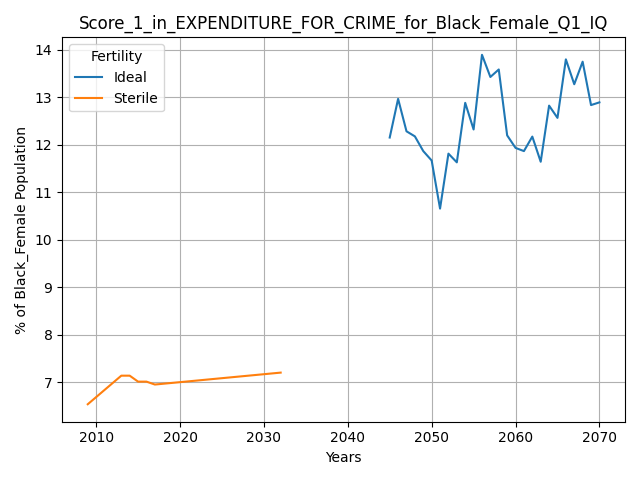 Score_1_in_EXPENDITURE_FOR_CRIME_for_Black_Female_Q1_IQ
Fertility
Ideal
Sterile
% of Black_Female Population
14
13
12
11
10
9
8
7
2010 2020 2030 2040 2050 2060 2070
Years